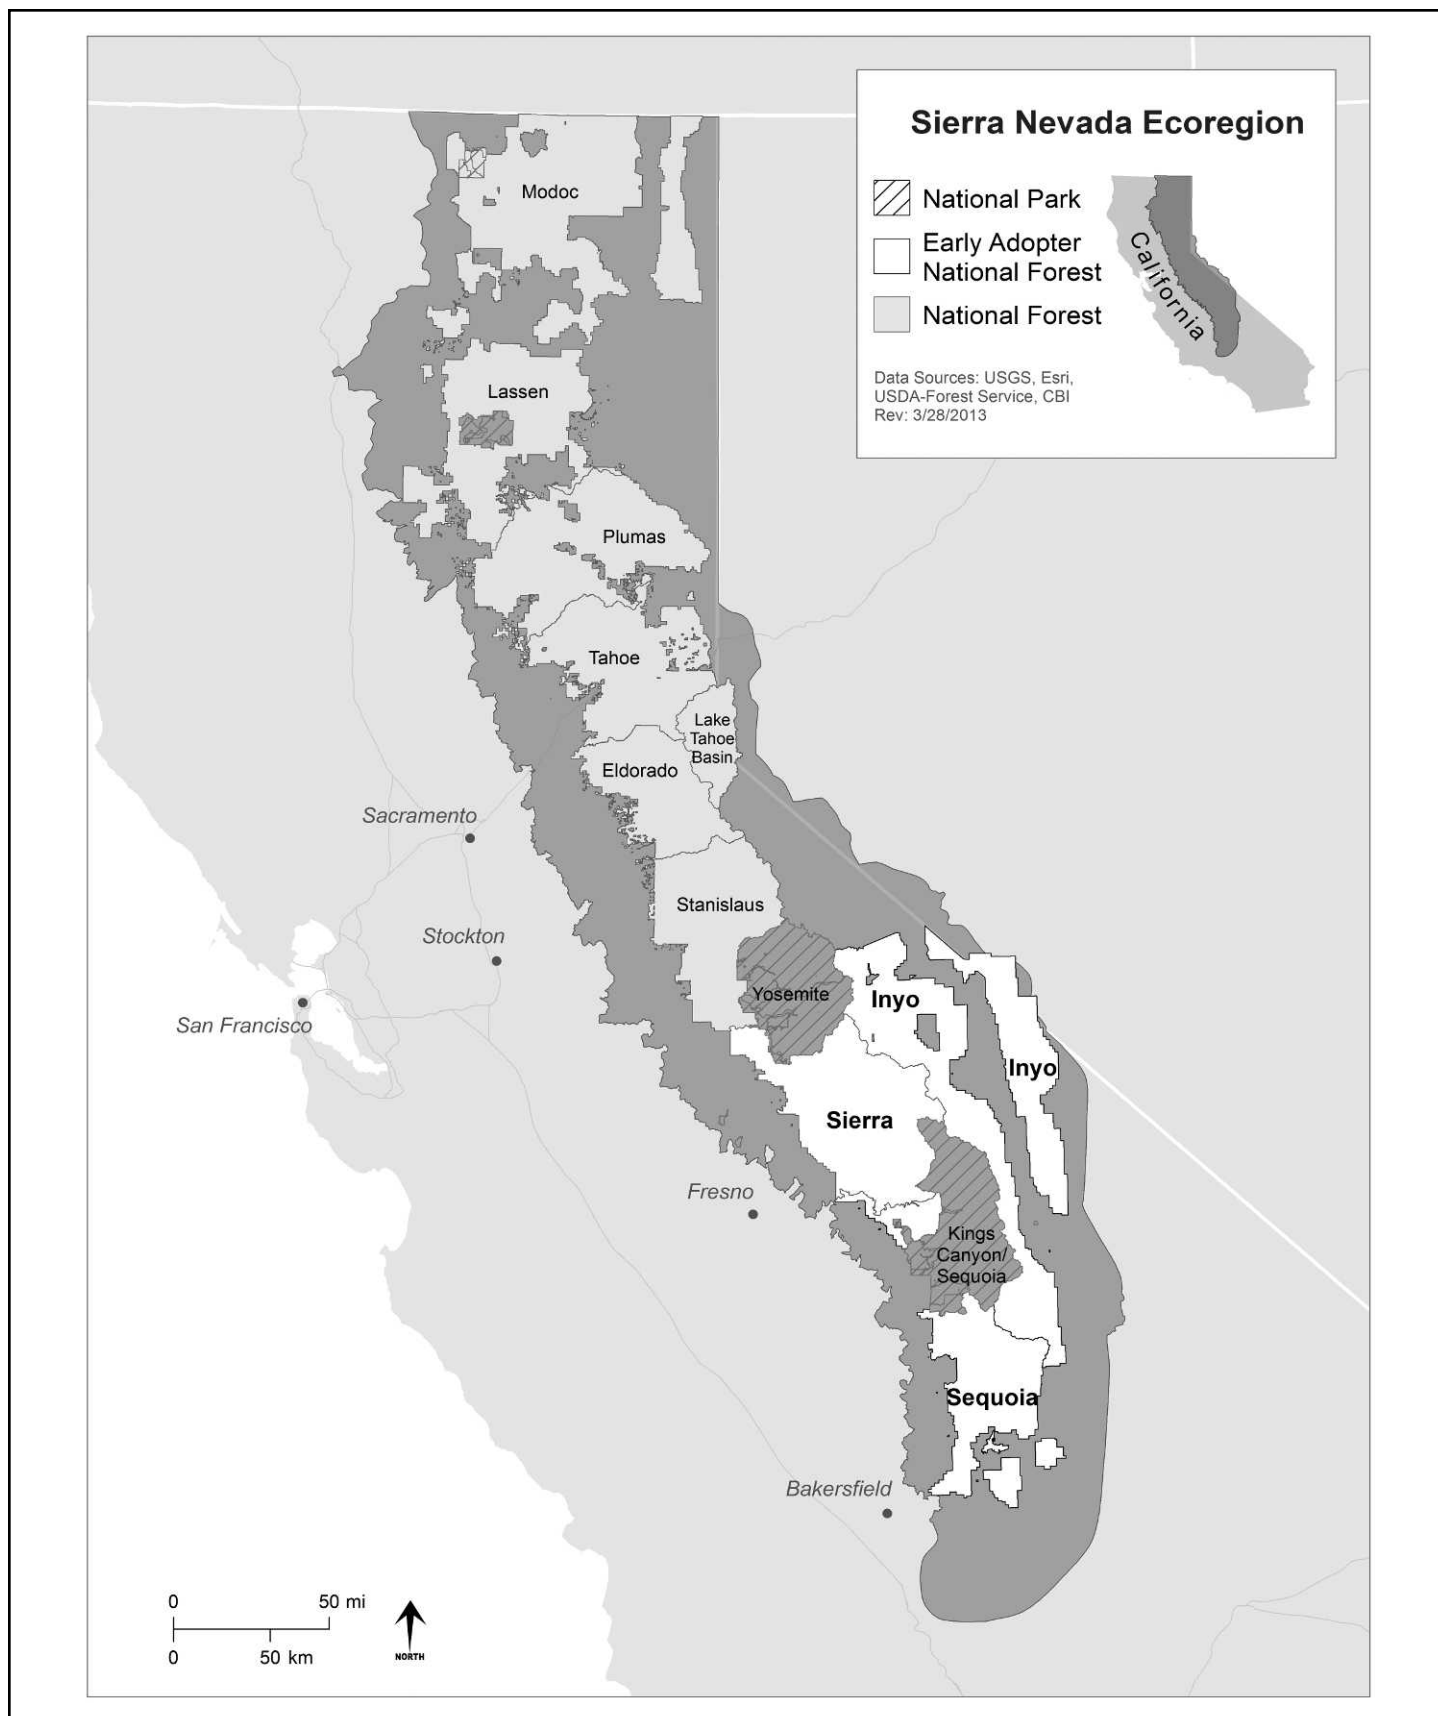 Sierra Nevada Ecoregion
National Park
Early Adopter
National Forest
National Forest
California
Data Sources: USGS, Esri,
USDA-Forest Service, CBI
Rev: 3/28/2013
Modoc
Lassen
Plumas
Tahoe
Lake
Tahoe
Basin
Eldorado
Sacramento
Stanislaus
Stockton
Yosemite
Inyo
San Francisco
Inyo
Sierra
Fresno
Kings
Canyon/
Sequoia
Sequoia
Bakersfield
0 50 mi
0 50 km
NORTH